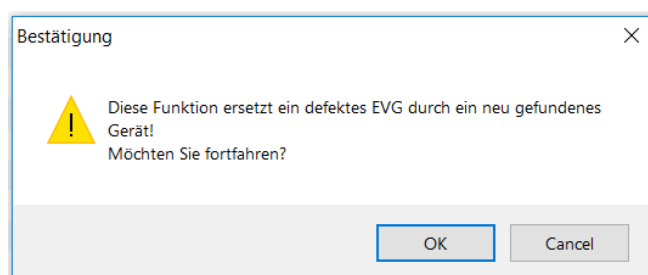 Bestätigung
Diese Funktion ersetzt ein defektes EVG durch ein neu gefundenes
Gerät!
Möchten Sie fortfahren?
OK
Cancel